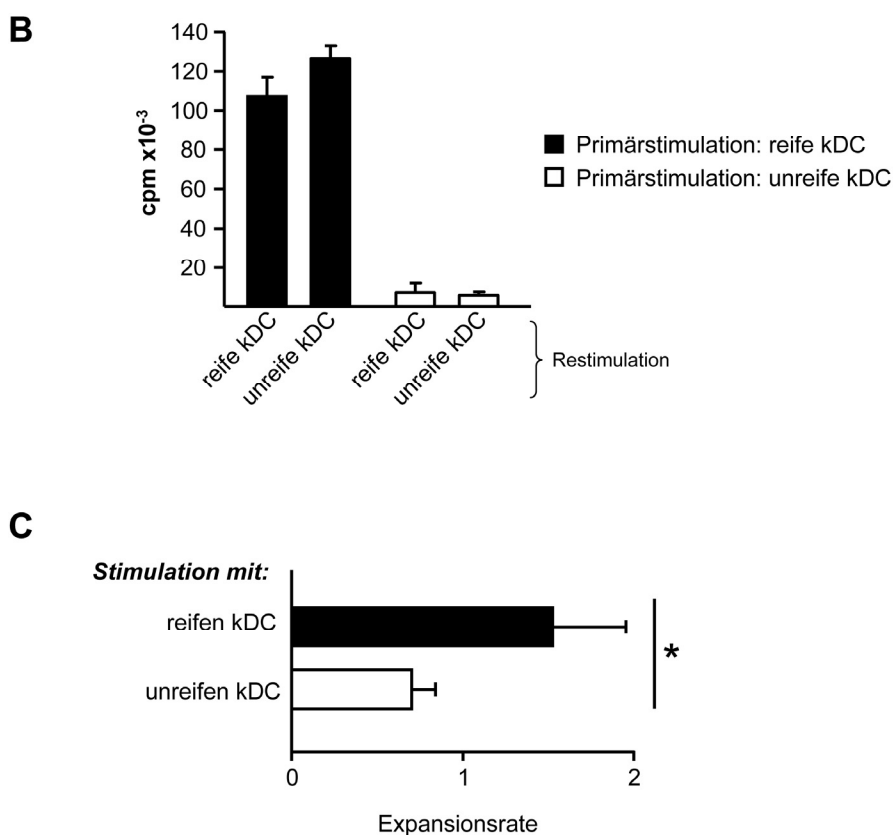 B
cpm x10-3
140
120
100
80
60
40
20
reife kDC
unreife kDC
reife kDC
unreife kDC
Restimulation
Primärstimulation: reife kDC
Primärstimulation: unreife kDC
C
Stimulation mit:
reifen kDC
unreifen kDC
*
0 1 2
Expansionsrate